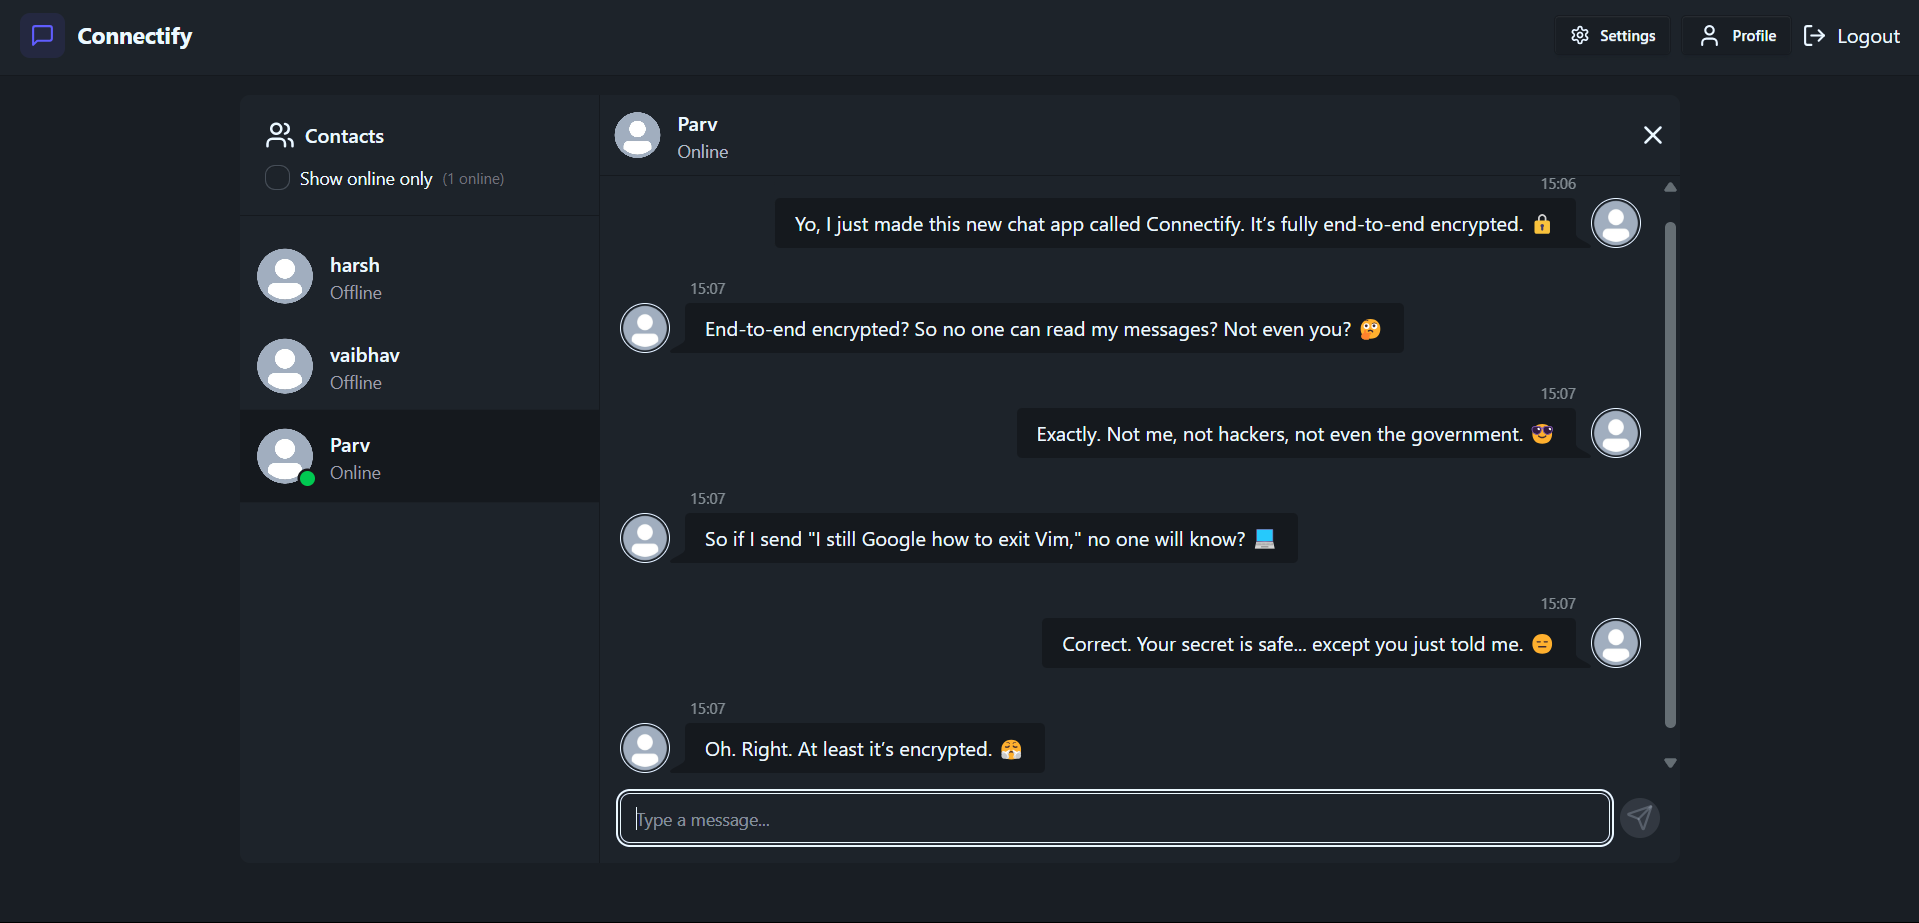 Connectify
Settings
Profile
Logout
Contacts
Show online only (1 online)
harsh
Offline
vaibhav
Offline
Parv
Online
Parv
Online
15:06
Yo, I just made this new chat app called Connectify. It’s fully end-to-end encrypted. 🔒
15:07
End-to-end encrypted? So no one can read my messages? Not even you? 🤔
15:07
Exactly. Not me, not hackers, not even the government. 😎
15:07
So if I send "I still Google how to exit Vim," no one will know? 💻
15:07
Correct. Your secret is safe... except you just told me. 😑
15:07
Oh. Right. At least it’s encrypted. 😤
Type a message...